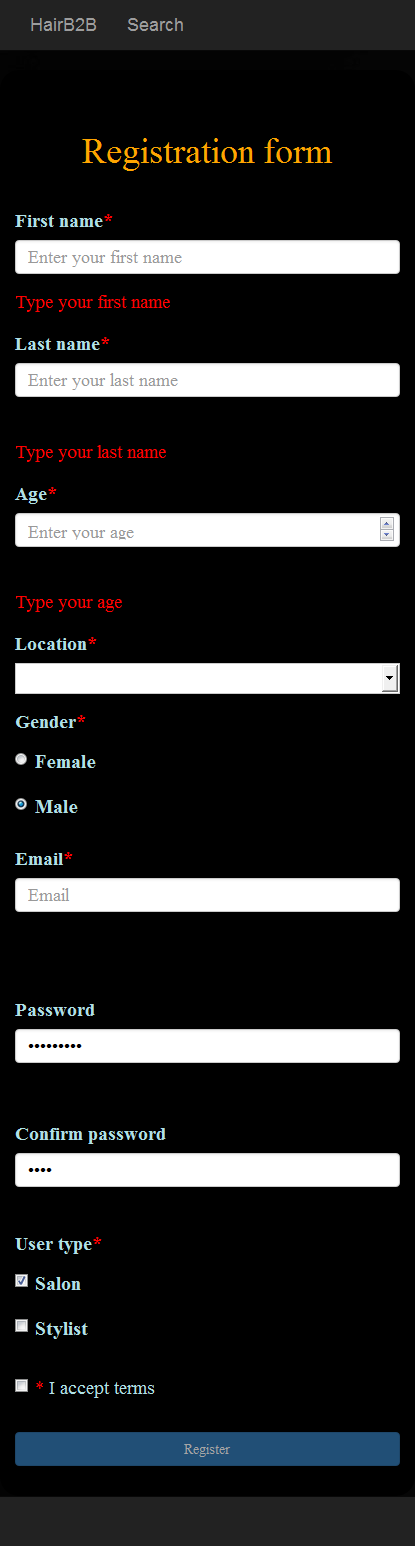 HairB2B Search
Registration form
First name*
Enter your first name
Type your first name
Last name*
Enter your last name
Type your last name
Age*
Enter your age
Type your age
Location*
Gender*
Female
Male
Email*
Email
Password
•••••••••
Confirm password
••••
User type*
Salon
Stylist
* I accept terms
Register